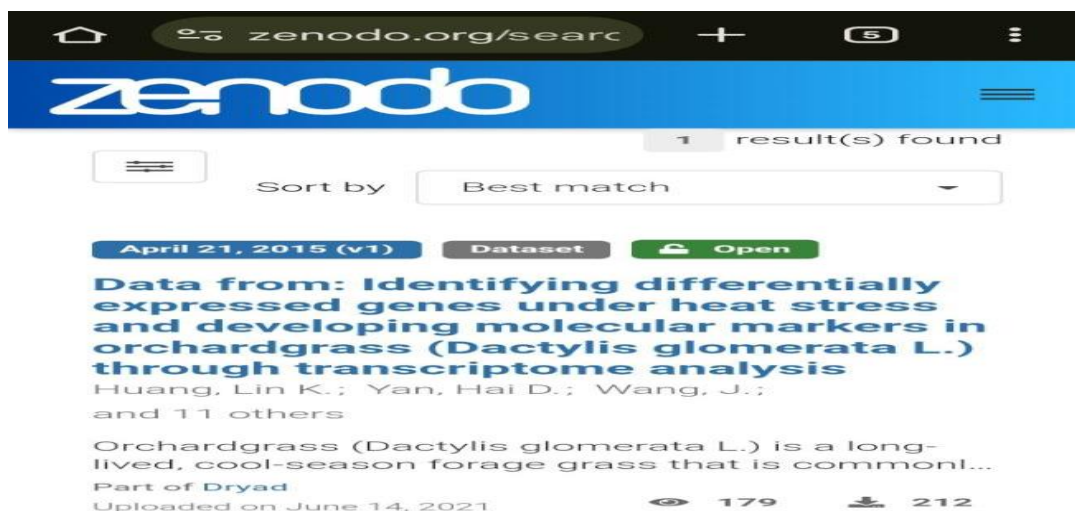 zenodo.org/searc
5
zenodo
1 result(s) found
Sort by Best match
April 21, 2015 (v1) Dataset Open
Data from: Identifying differentially
expressed genes under heat stress
and developing molecular markers in
orchardgrass (Dactylis glomerata L.)
through transcriptome analysis
Huang, Lin K.; Yan, Hai D.; Wang, J.;
and 11 others
Orchardgrass (Dactylis glomerata L.) is a long-
lived, cool-season forage grass that is commonl...
Part of Dryad
Uploaded on June 14, 2021 179 212